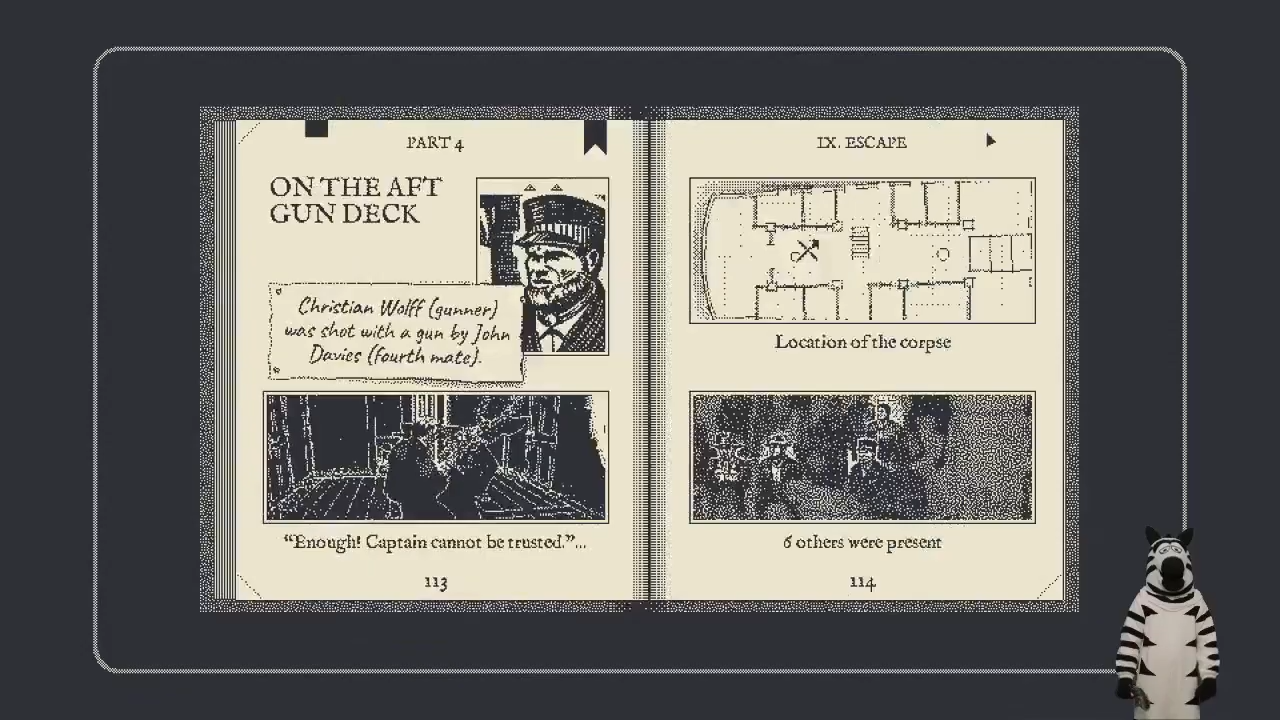 PART 4
ON THE AFT
GUN DECK
Christian Wolff (gunner)
was shot with a gun by John
Davies (fourth mate).
“Enough! Captain cannot be trusted.”...
113
IX. ESCAPE
Location of the corpse
6 others were present
114